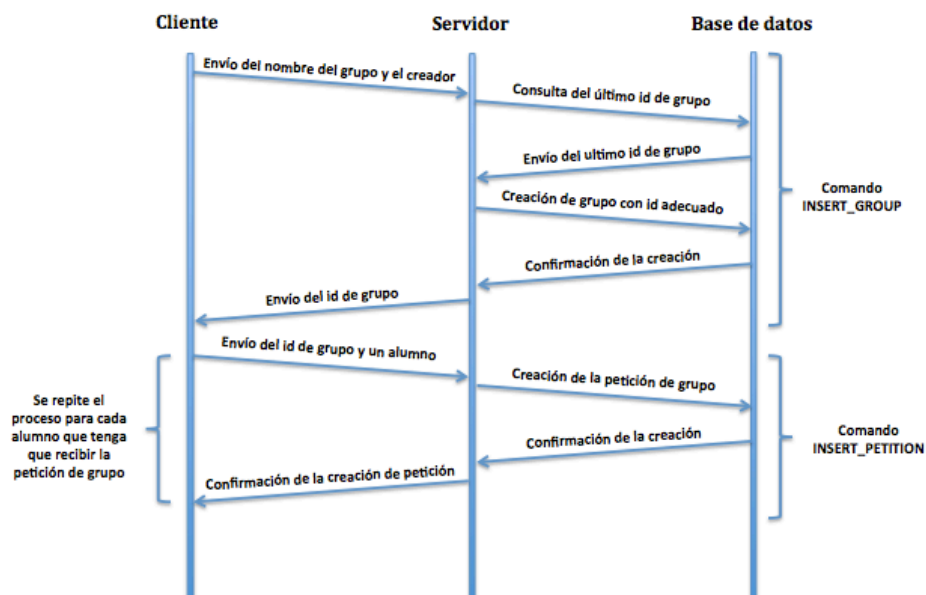 Cliente
Servidor
Base de datos
Envío del nombre del grupo y el creador
Consulta del último id de grupo
Envío del ultimo id de grupo
Creación de grupo con id adecuado
Comando
INSERT_GROUP
Confirmación de la creación
Envío del id de grupo
Envío del id de grupo y un alumno
Creación de la petición de grupo
Se repite el
proceso para cada
alumno que tenga
que recibir la
petición de grupo
Comando
INSERT_PETITION
Confirmación de la creación
Confirmación de la creación de petición